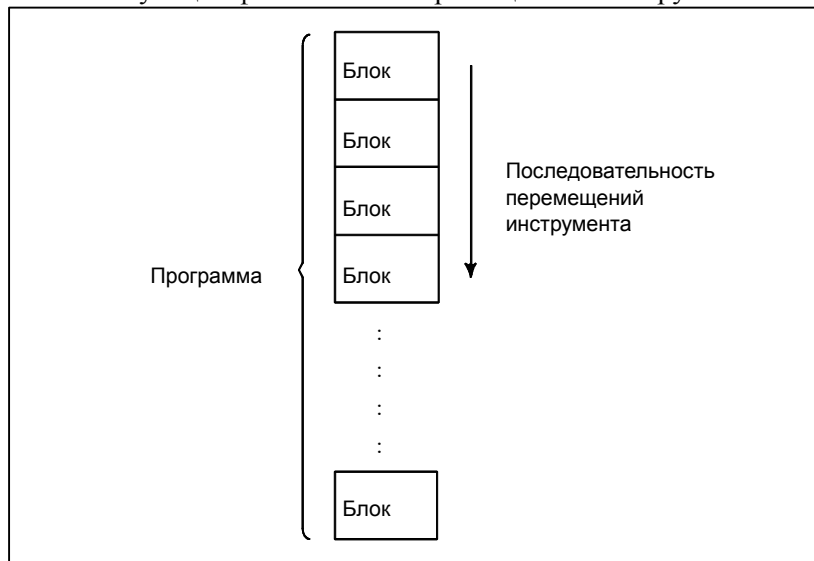 Блок
Блок
Блок
Блок
Последовательность
перемещений
инструмента
Программа
:
:
:
:
Блок